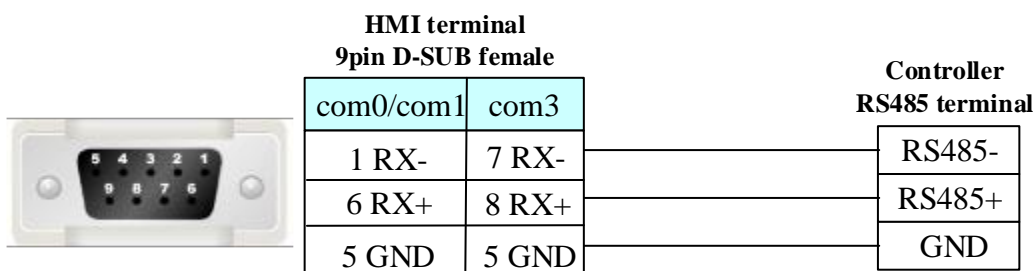 HMI terminal
9pin D-SUB female
Controller
RS485 terminal
com0/com1 com3
1 RX- 7 RX- RS485-
6 RX+ 8 RX+ RS485+
5 GND 5 GND GND
5 4 3 2 1
9 8 7 6